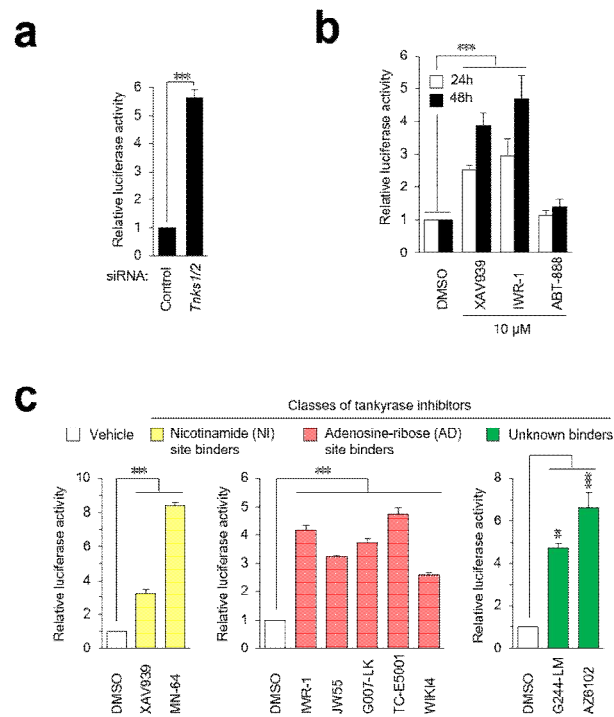 a
Relative luciferase activity
6
5
4
3
2
1
0
***
siRNA:
Control
Tnks1/2
b
Relative luciferase activity
6
5
4
3
2
1
0
***
24h
48h
DMSO
XAV939
IWR-1
ABT-888
10 µM
c
Classes of tankyrase inhibitors
Vehicle
Nicotinamide (NI)
site binders
Adenosine-ribose (AD)
site binders
Unknown binders
Relative luciferase activity
10
8
6
4
2
0
***
DMSO
XAV939
MN-64
Relative luciferase activity
6
5
4
3
2
1
0
***
DMSO
IWR-1
JW55
G007-LK
TC-E5001
WIKI4
Relative luciferase activity
8
6
4
2
0
**
***
DMSO
G244-LM
AZ6102